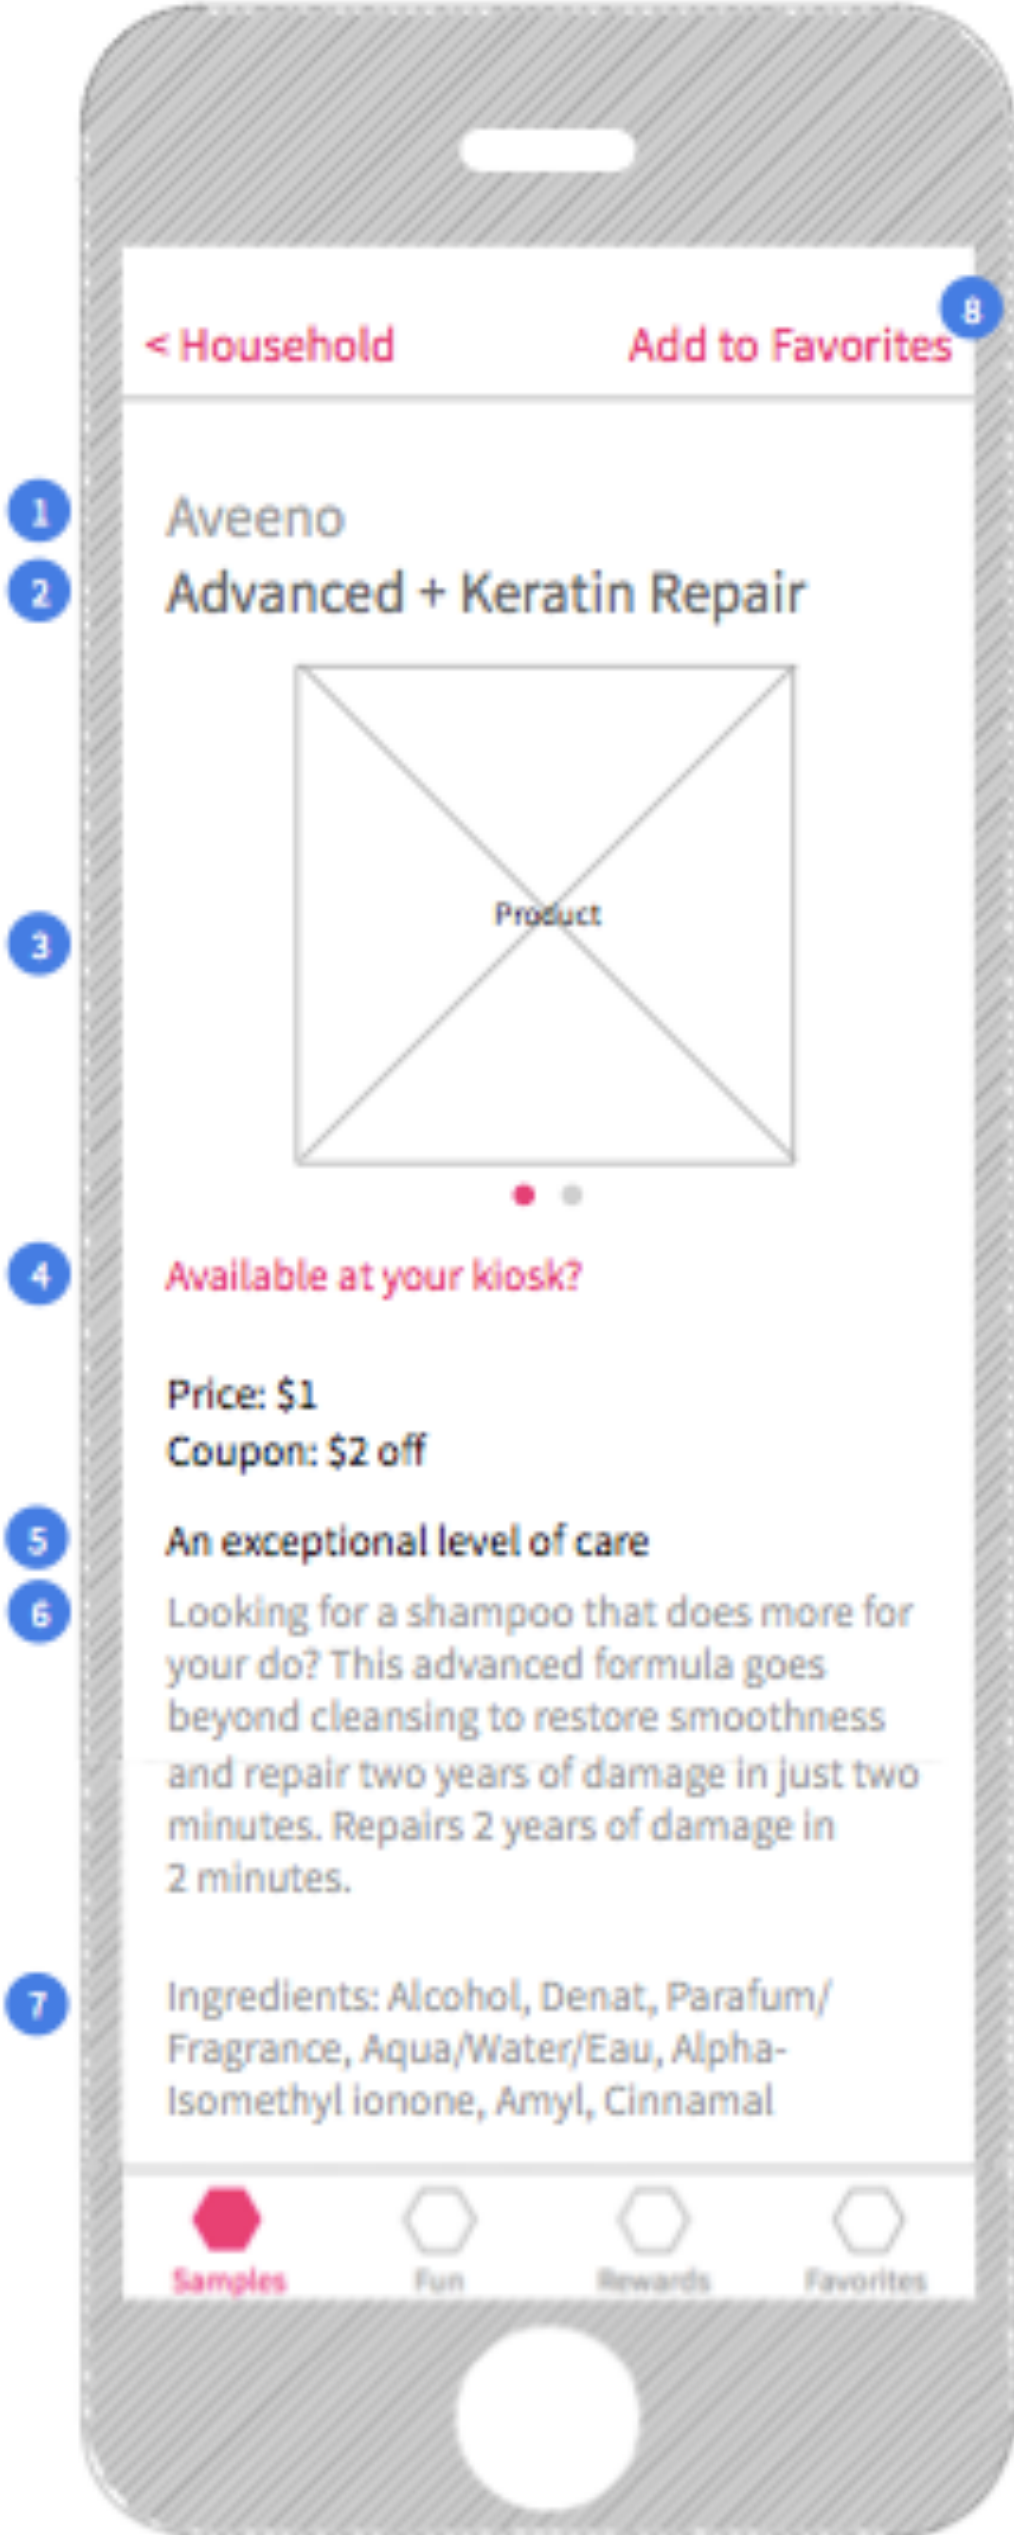 8
< Household Add to Favorites
1 Aveeno
2 Advanced + Keratin Repair
3 Product
4 Available at your kiosk?
Price: $1
Coupon: $2 off
5 An exceptional level of care
6 Looking for a shampoo that does more for
your do? This advanced formula goes
beyond cleansing to restore smoothness
and repair two years of damage in just two
minutes. Repairs 2 years of damage in
2 minutes.
7 Ingredients: Alcohol, Denat, Parafum/
Fragrance, Aqua/Water/Eau, Alpha-
Isomethyl ionone, Amyl, Cinnamal
Samples Fun Rewards Favorites